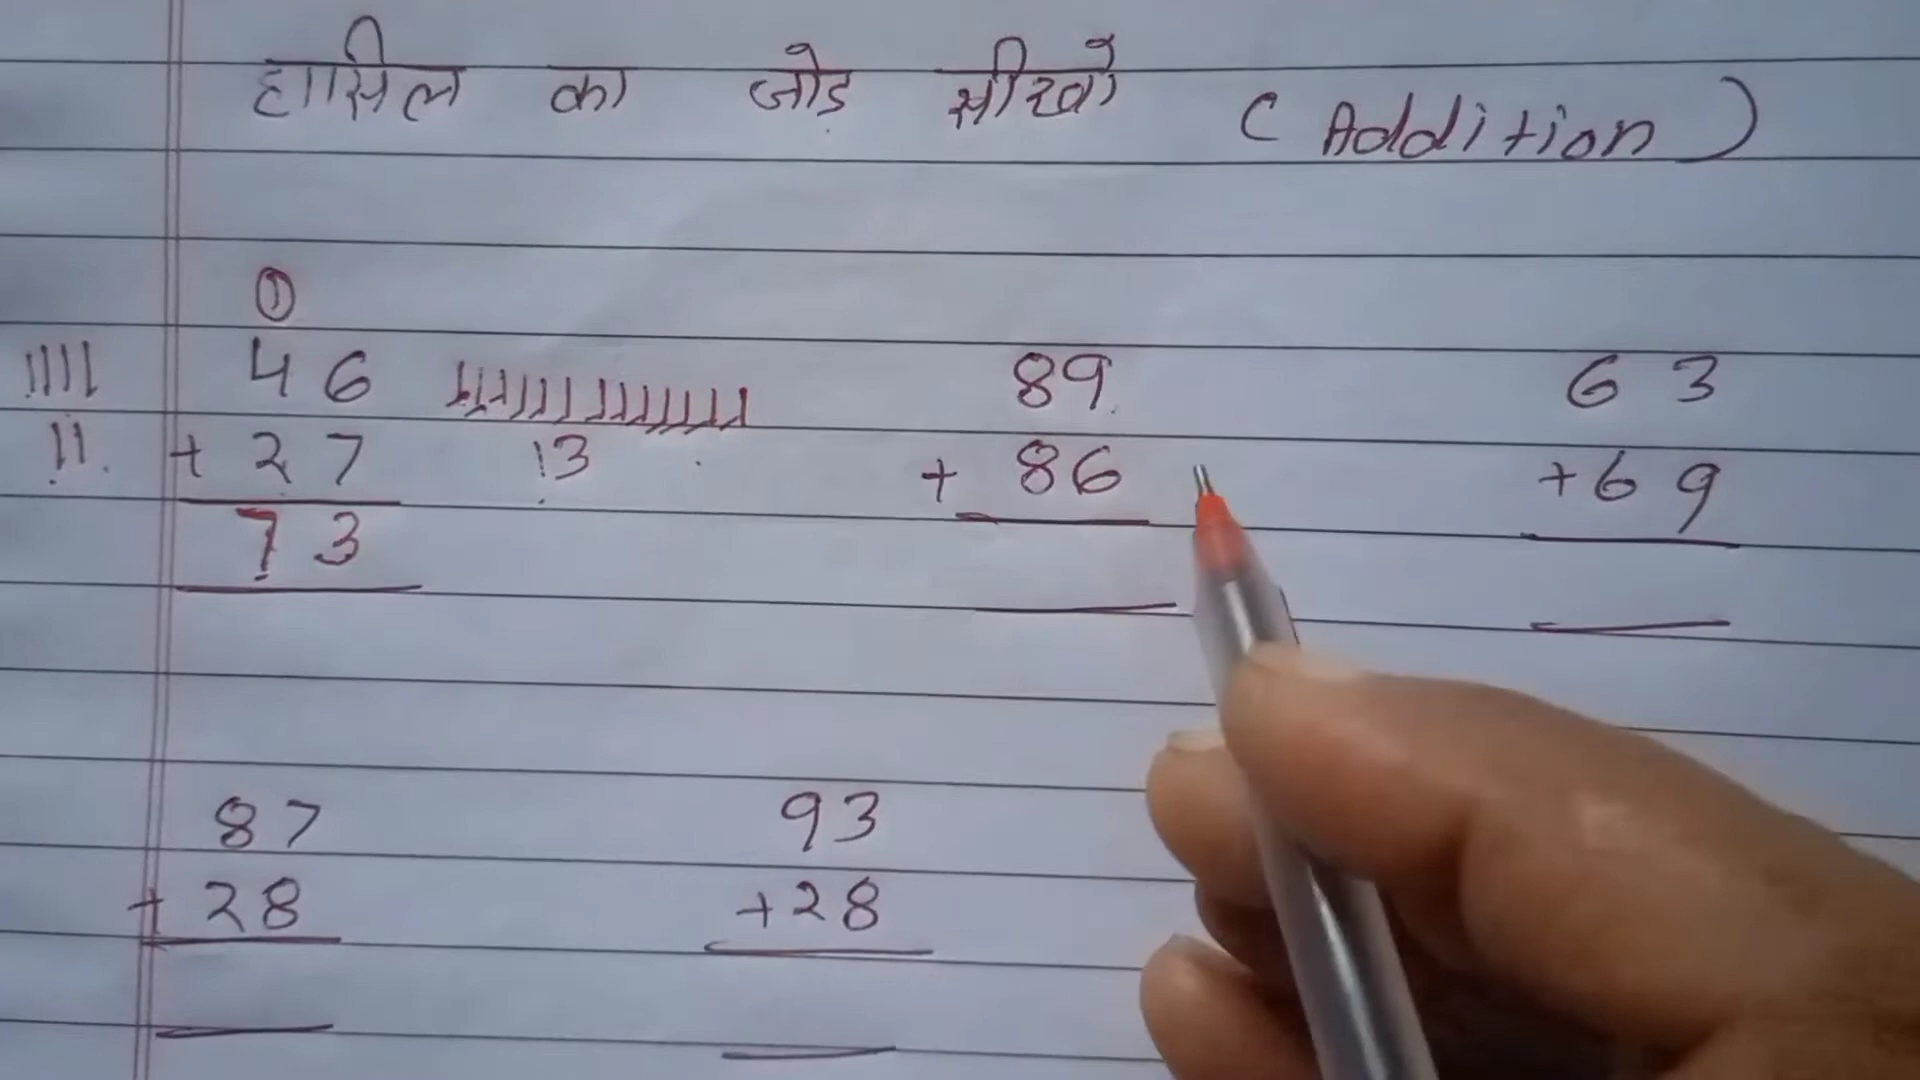 हासिल का जोड़ सीखो (Addition)
①
46 89 63
+ 27 13 + 86 + 69
73
87 93
+ 28 + 28